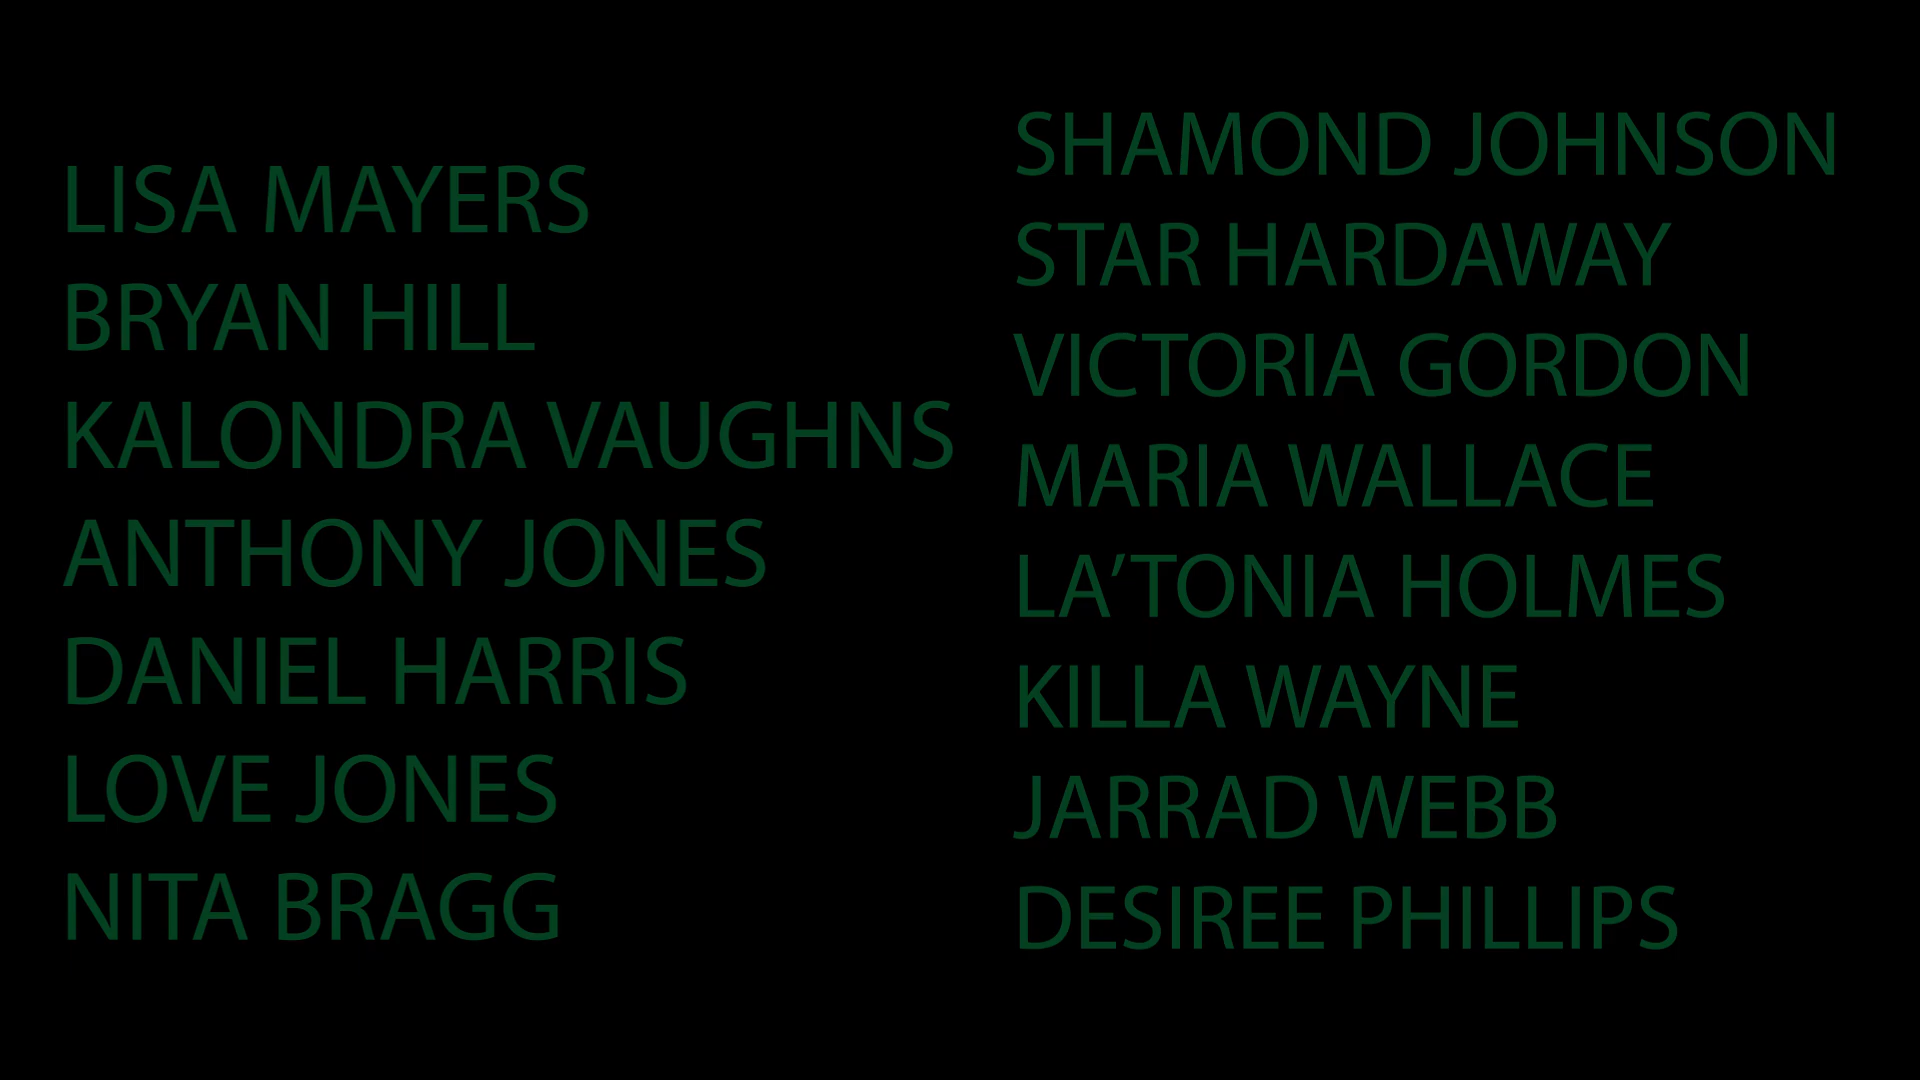 LISA MAYERS
BRYAN HILL
KALONDRA VAUGHNS
ANTHONY JONES
DANIEL HARRIS
LOVE JONES
NITA BRAGG
SHAMOND JOHNSON
STAR HARDAWAY
VICTORIA GORDON
MARIA WALLACE
LA’TONIA HOLMES
KILLA WAYNE
JARRAD WEBB
DESIREE PHILLIPS